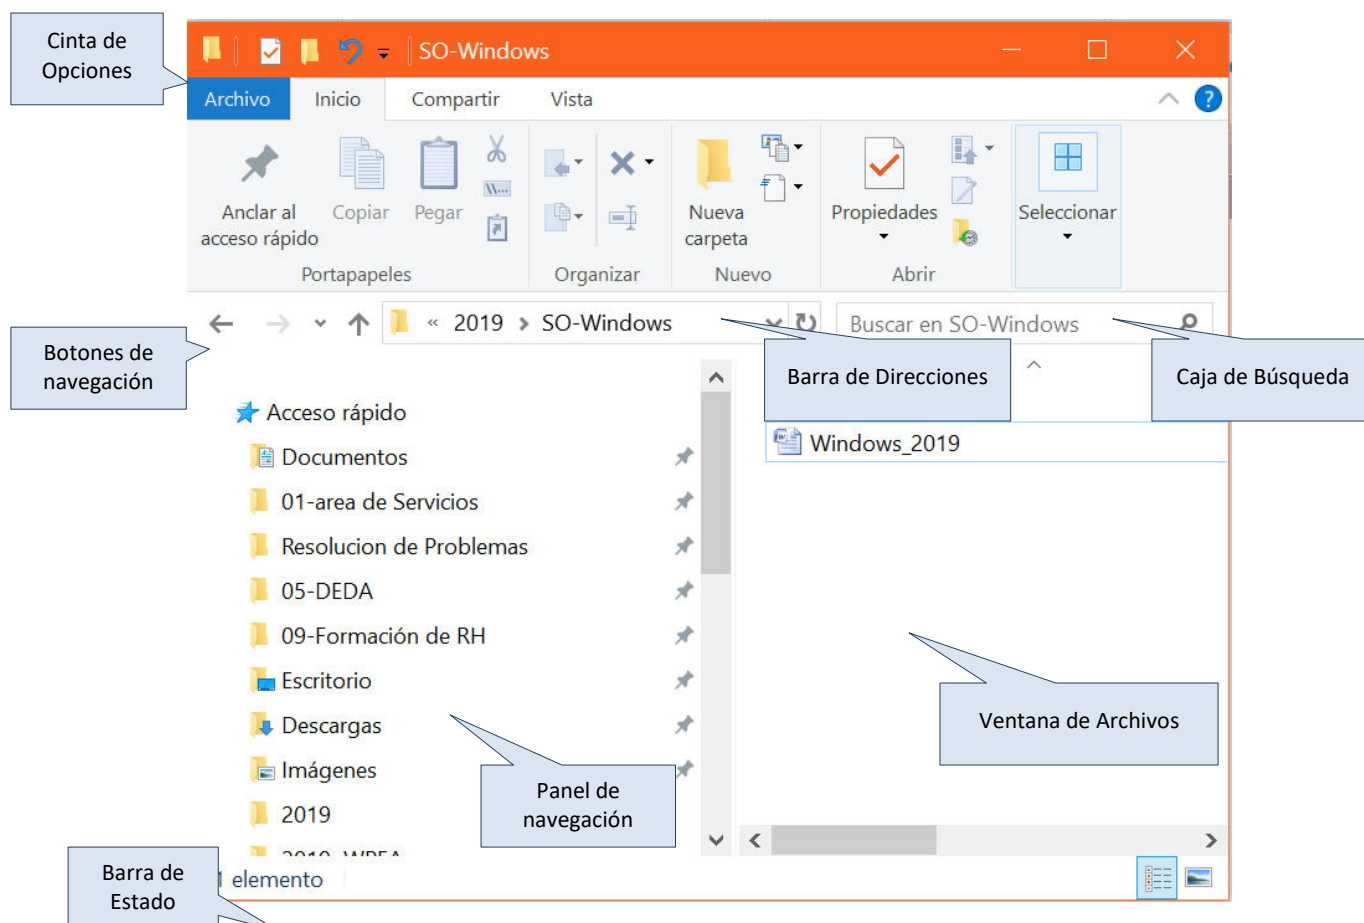 Cinta de
Opciones
SO-Windows
Archivo Inicio Compartir Vista
Anclar al
acceso rápido
Copiar
Pegar
Nueva
carpeta
Propiedades
Seleccionar
Portapapeles
Organizar
Nuevo
Abrir
« 2019 > SO-Windows
Buscar en SO-Windows
Botones de
navegación
Barra de Direcciones
Caja de Búsqueda
Acceso rápido
Documentos
01-area de Servicios
Resolucion de Problemas
05-DEDA
09-Formación de RH
Escritorio
Descargas
Imágenes
2019
Windows_2019
Ventana de Archivos
Panel de
navegación
Barra de
Estado
elemento